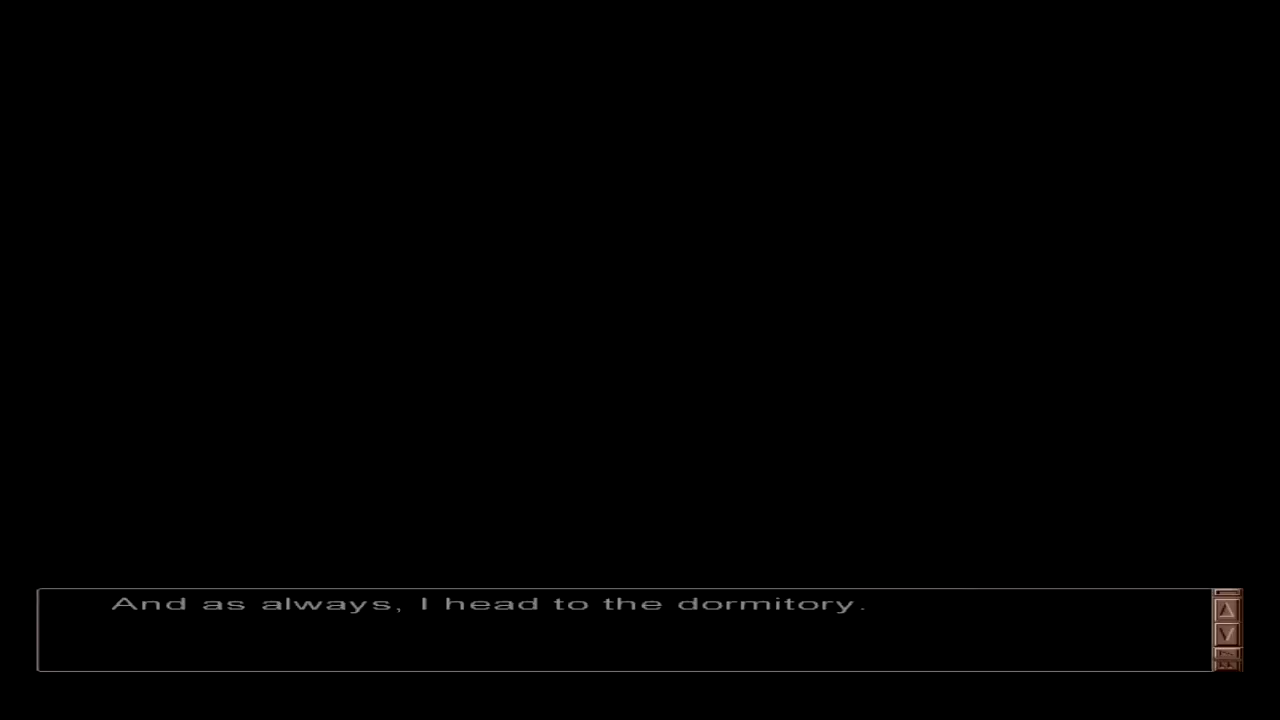 And as always, I head to the dormitory.